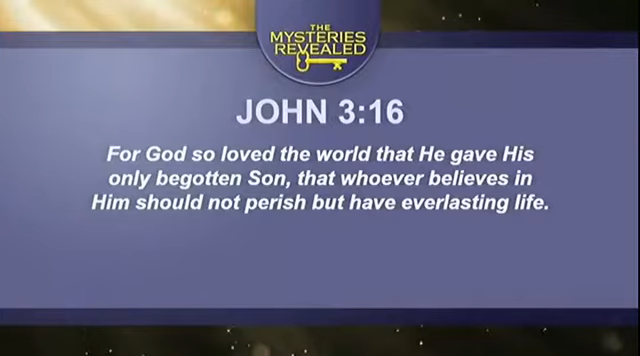 THE
MYSTERIES
REVEALED
JOHN 3:16
For God so loved the world that He gave His
only begotten Son, that whoever believes in
Him should not perish but have everlasting life.